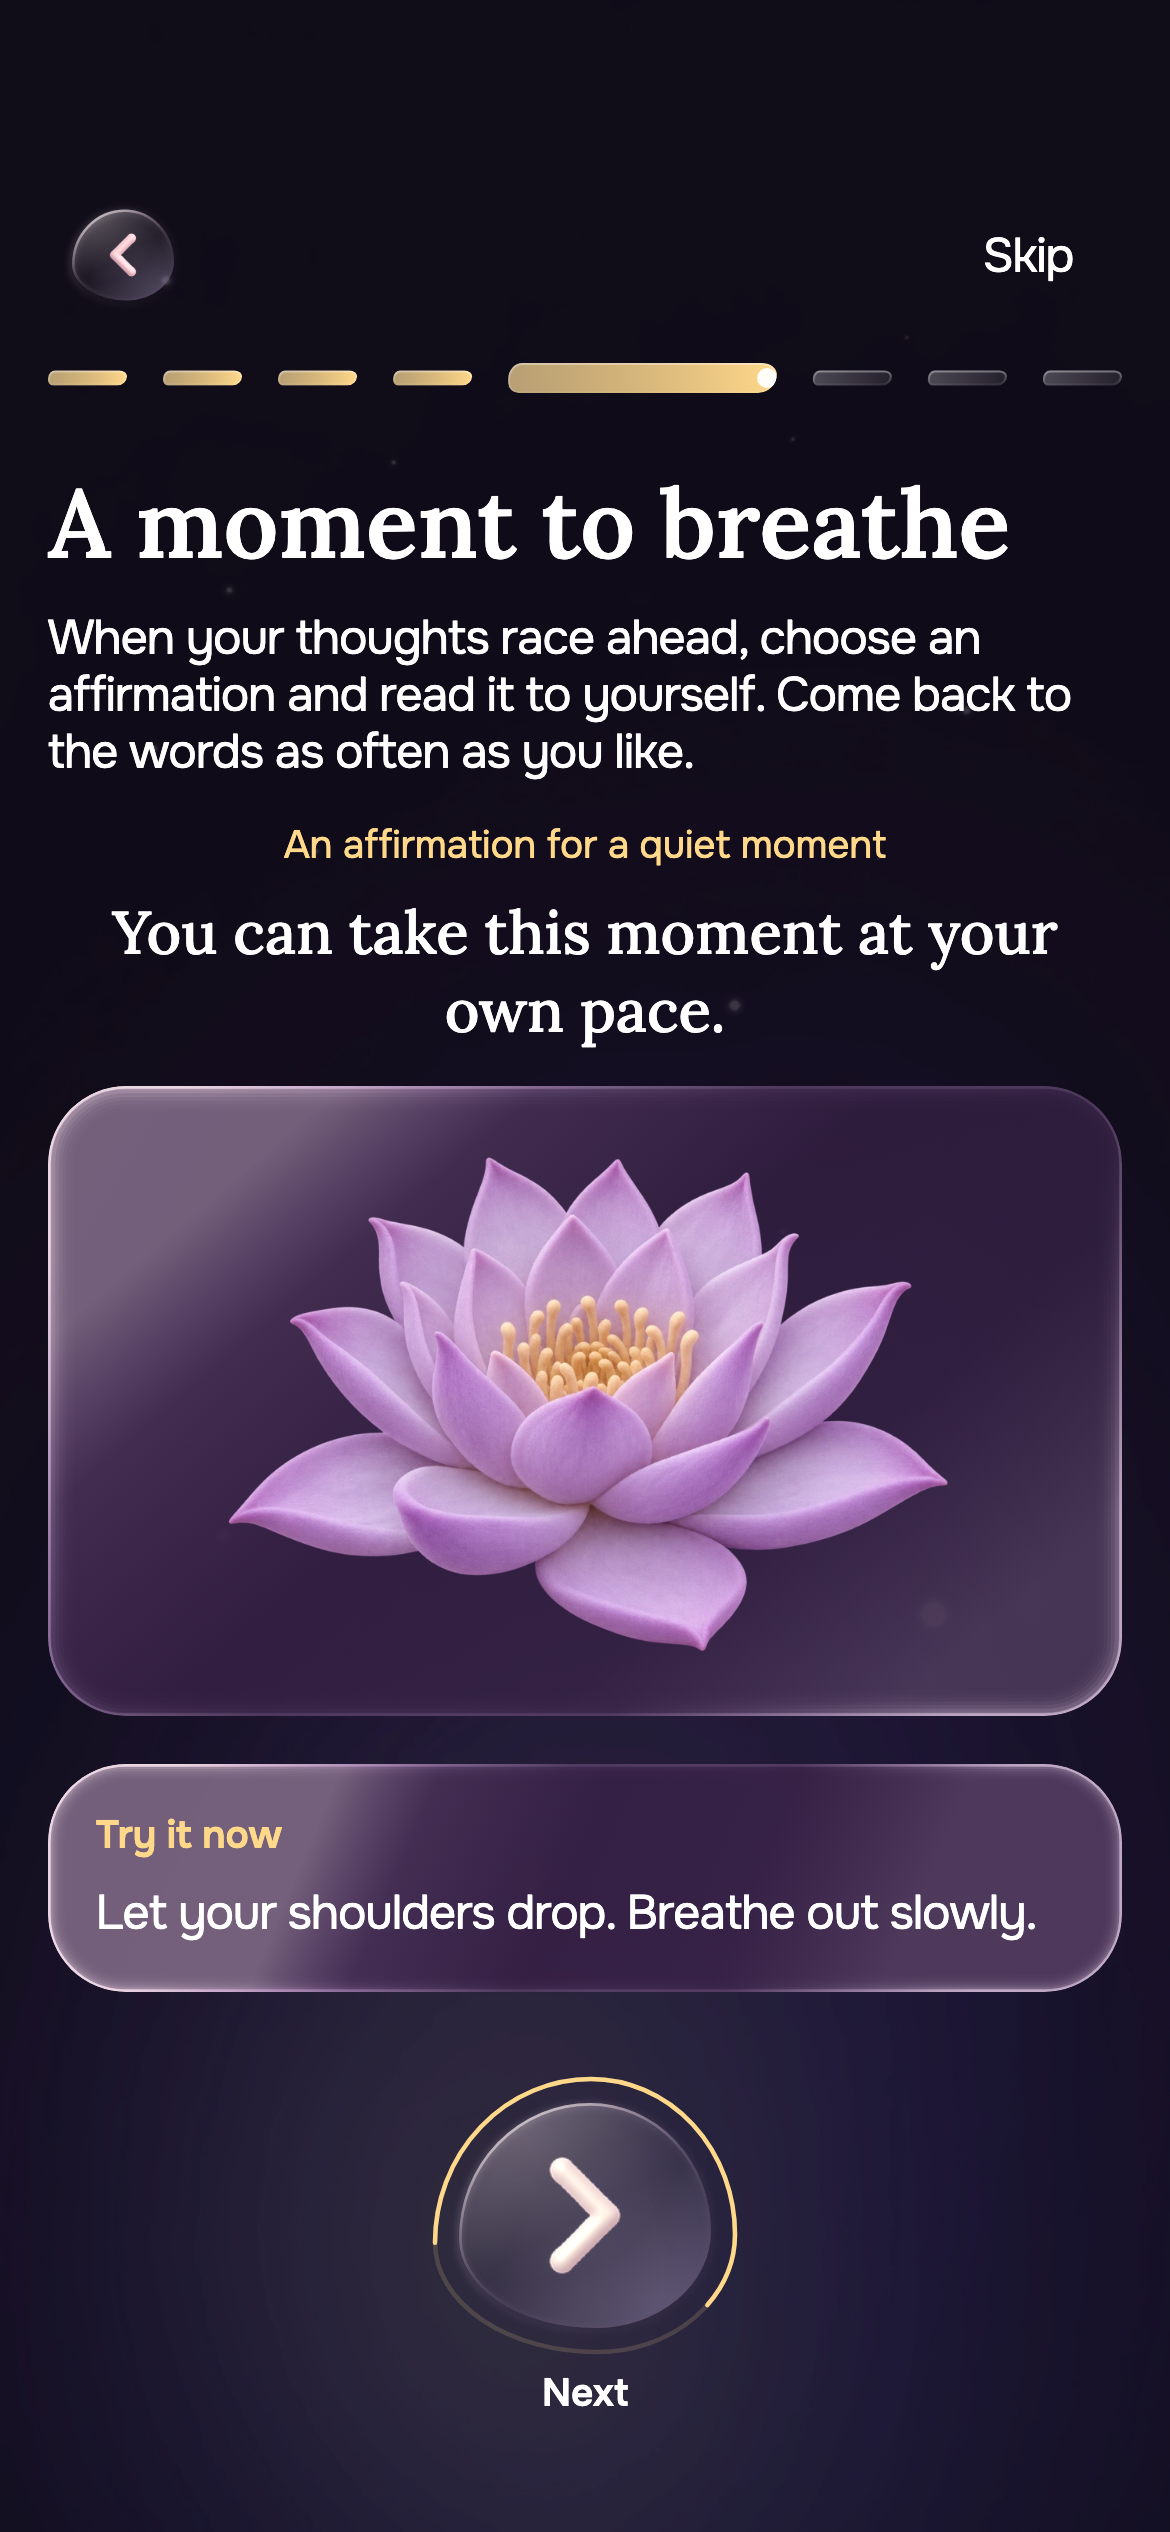 Skip
A moment to breathe
When your thoughts race ahead, choose an
affirmation and read it to yourself. Come back to
the words as often as you like.
An affirmation for a quiet moment
You can take this moment at your
own pace.
Try it now
Let your shoulders drop. Breathe out slowly.
Next